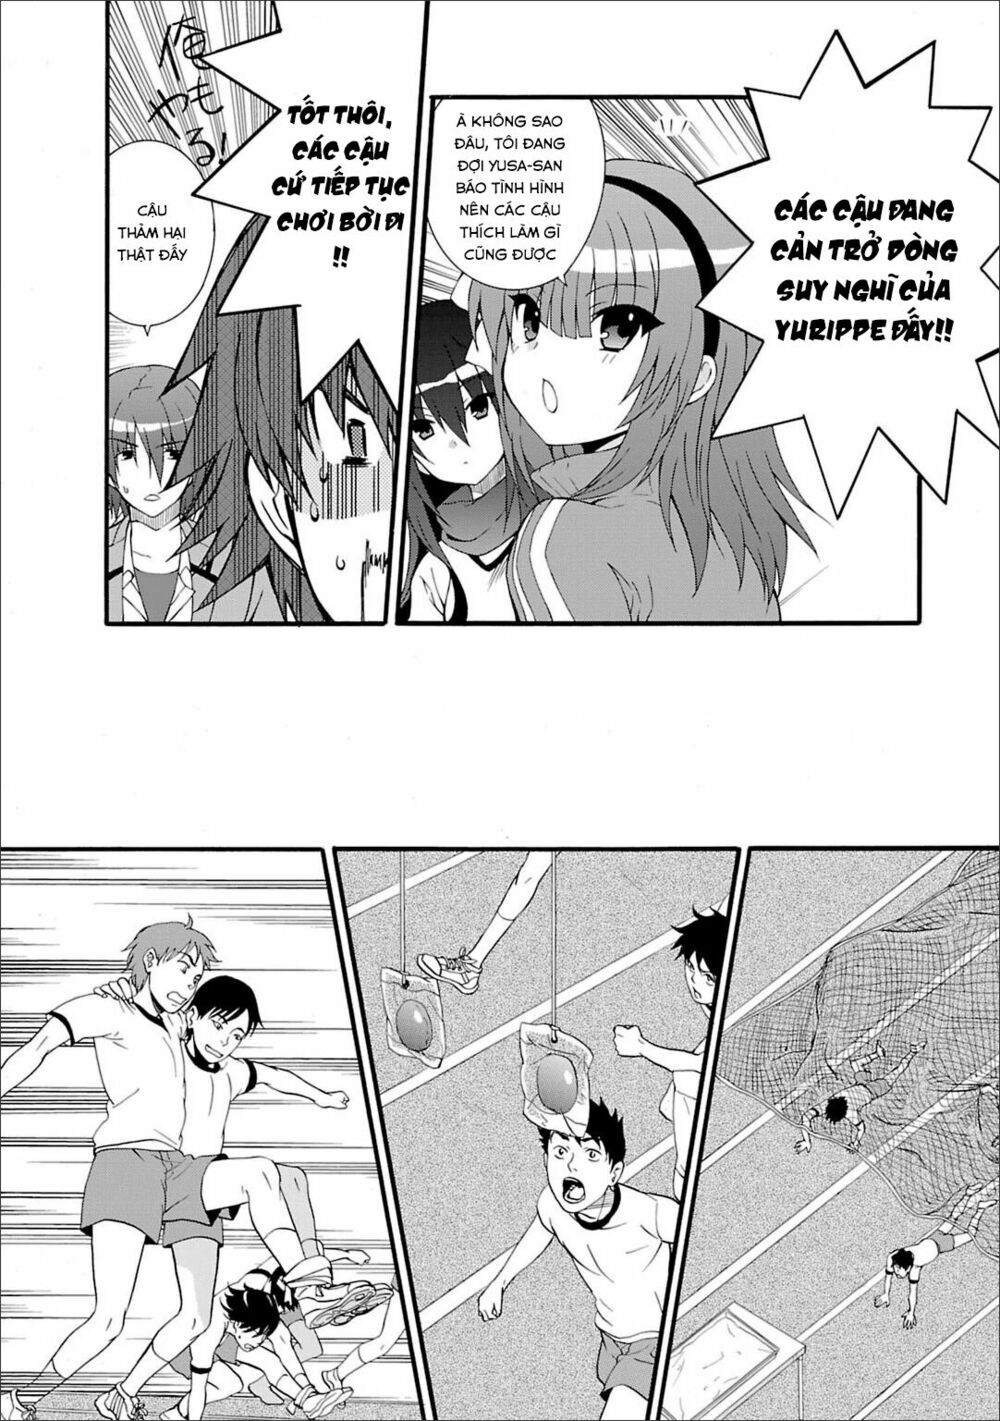 CÁC CẬU ĐANG
CẢN TRỞ DÒNG
SUY NGHĨ CỦA
YURIPPE ĐẤY!!
À KHÔNG SAO
ĐÂU, TÔI ĐANG
ĐỢI YUSA-SAN
BÁO TÌNH HÌNH
NÊN CÁC CẬU
THÍCH LÀM GÌ
CŨNG ĐƯỢC
TỐT THÔI,
CÁC CẬU
CỨ TIẾP TỤC
CHƠI BỜI ĐI
!!
俺も
やる!
CẬU
THẢM HẠI
THẬT ĐẤY